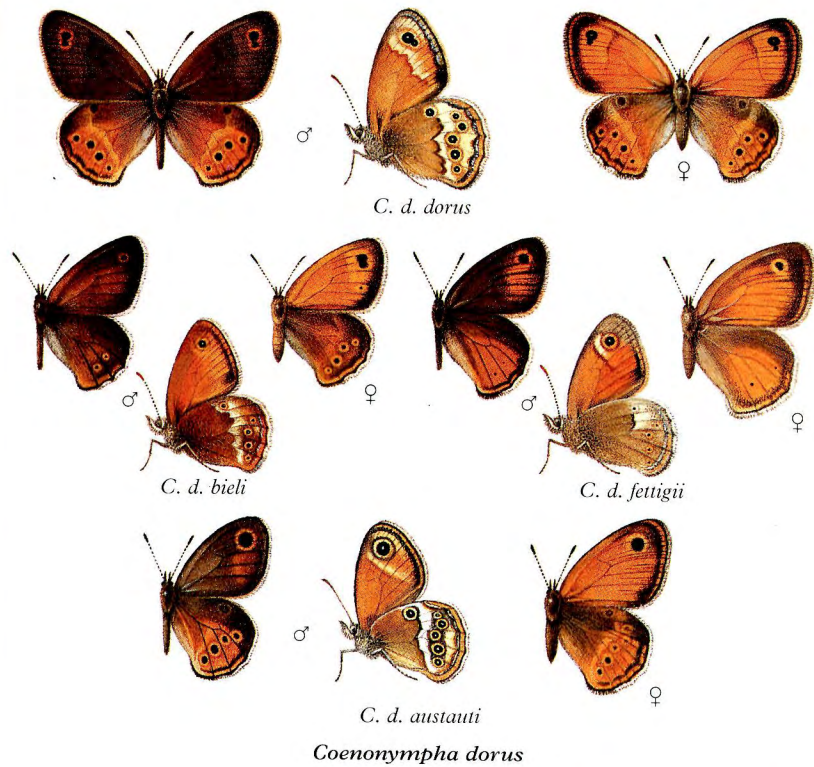 ♂
♀
C. d. dorus
♂
♀
♂
♀
C. d. bieli
C. d. fettigii
♂
♀
C. d. austauti
Coenonympha dorus